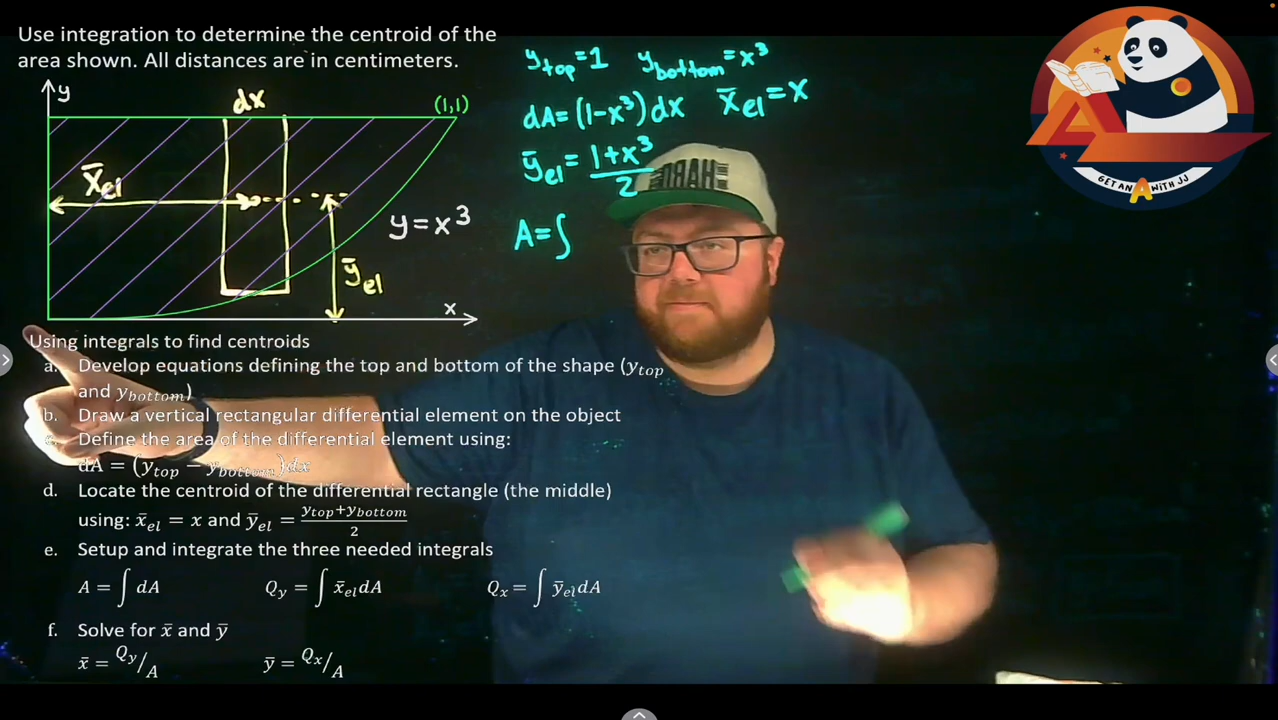 Use integration to determine the centroid of the
area shown. All distances are in centimeters.
y
dx
(1,1)
x̄el
y=x³
ȳel
x
ytop=1 ybottom=x³
dA=(1-x³)dx x̄el=x
ȳel=(1+x³)/2
A=∫
GET AN A WITH JJ
Using integrals to find centroids
a. Develop equations defining the top and bottom of the shape (ytop
and ybottom)
b. Draw a vertical rectangular differential element on the object
c. Define the area of the differential element using:
dA = (ytop − ybottom)dx
d. Locate the centroid of the differential rectangle (the middle)
using: x̄el = x and ȳel = (ytop+ybottom)/2
e. Setup and integrate the three needed integrals
A = ∫ dA Qy = ∫ x̄el dA Qx = ∫ ȳel dA
f. Solve for x̄ and ȳ
x̄ = Qy/A ȳ = Qx/A